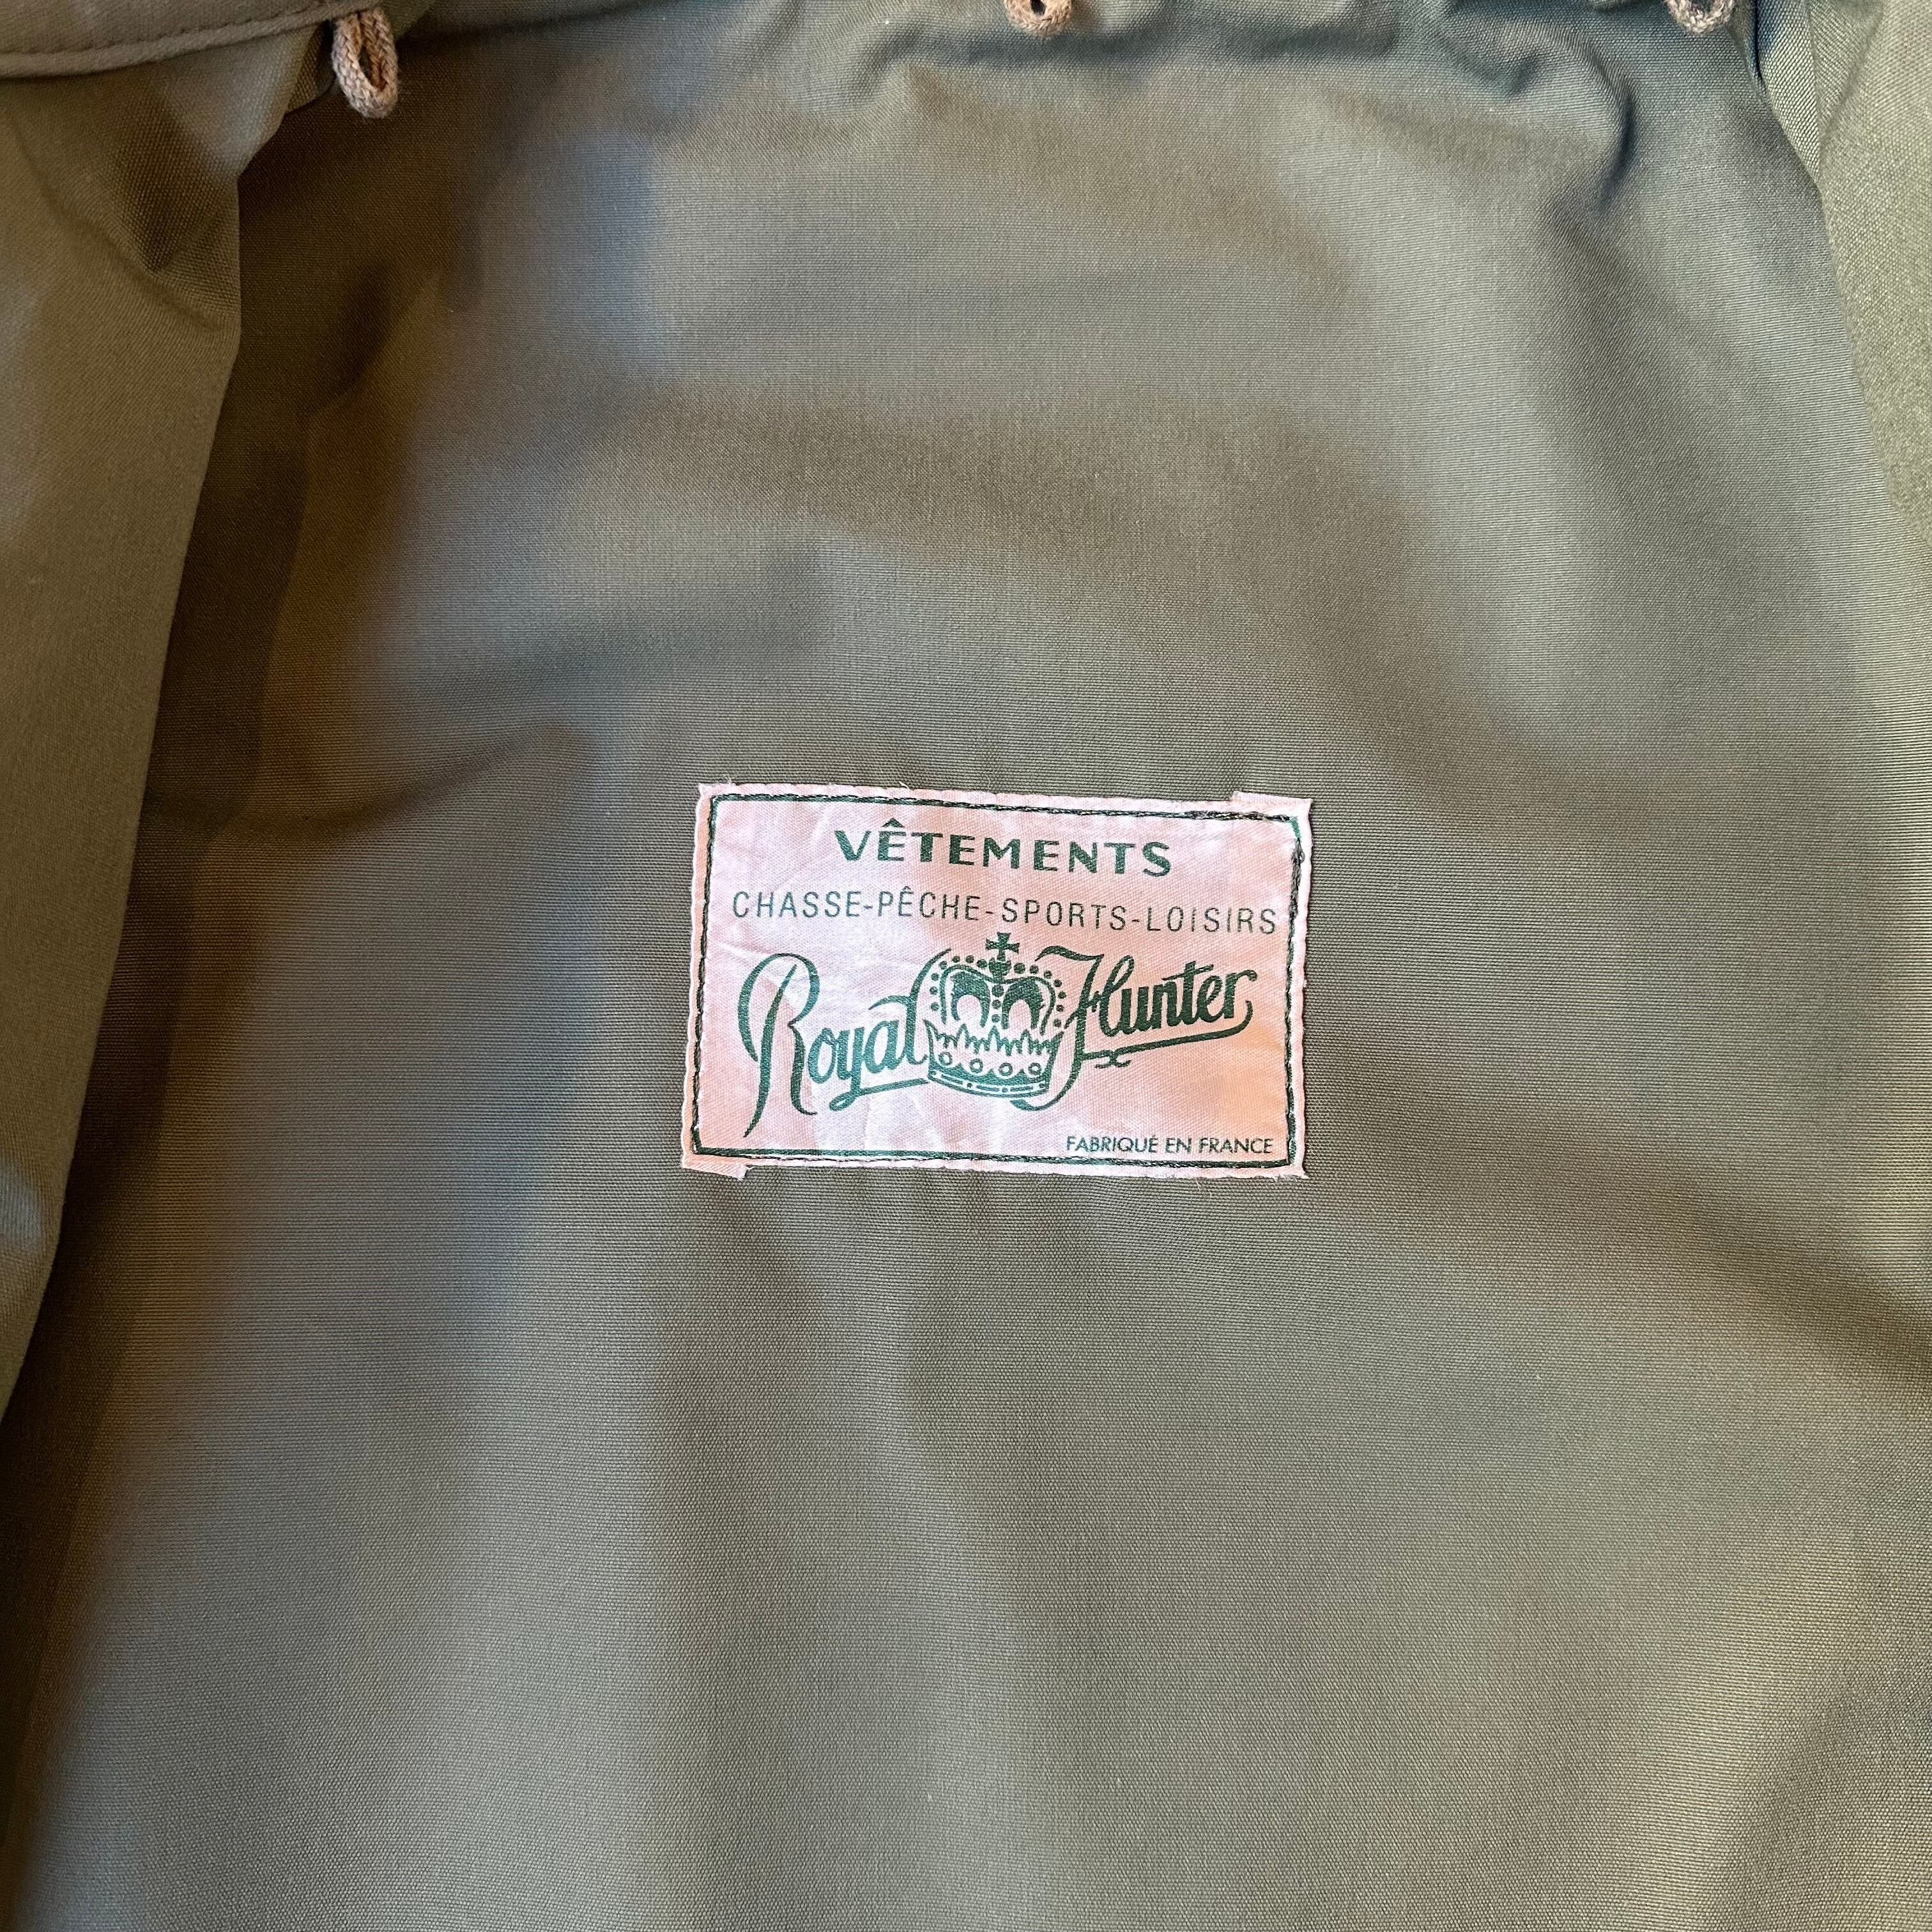 VÊTEMENTS
CHASSE-PÊCHE-SPORTS-LOISIRS
Royal Hunter
FABRIQUÉ EN FRANCE